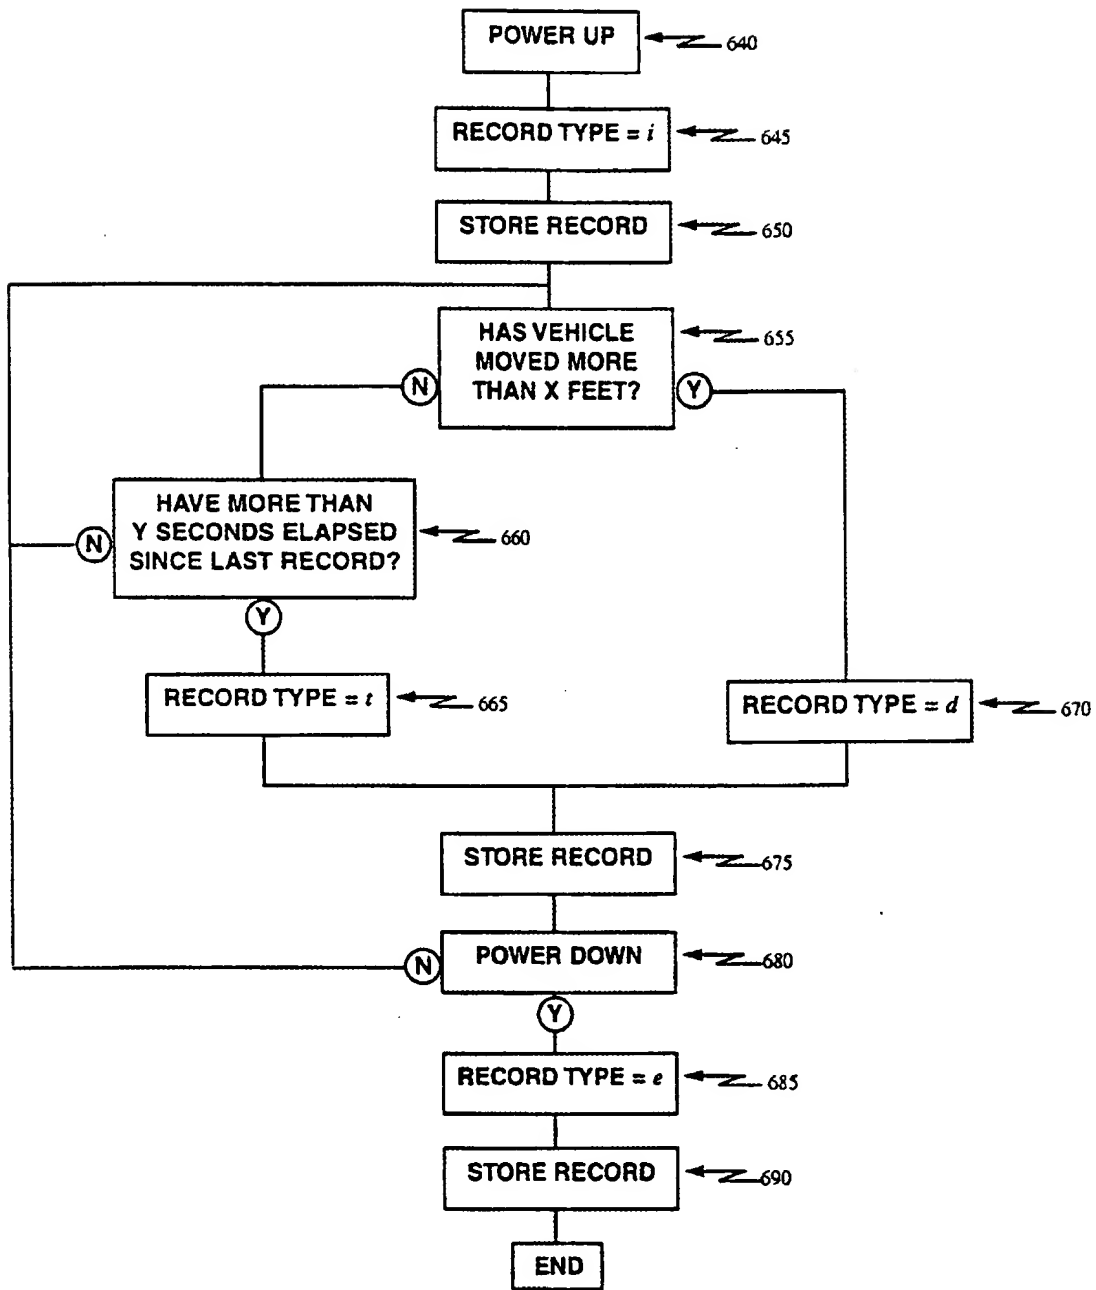 POWER UP
640
RECORD TYPE = i
645
STORE RECORD
650
HAS VEHICLE
MOVED MORE
THAN X FEET?
655
N
Y
HAVE MORE THAN
Y SECONDS ELAPSED
SINCE LAST RECORD?
660
N
Y
RECORD TYPE = t
665
RECORD TYPE = d
670
STORE RECORD
675
POWER DOWN
680
N
Y
RECORD TYPE = e
685
STORE RECORD
690
END